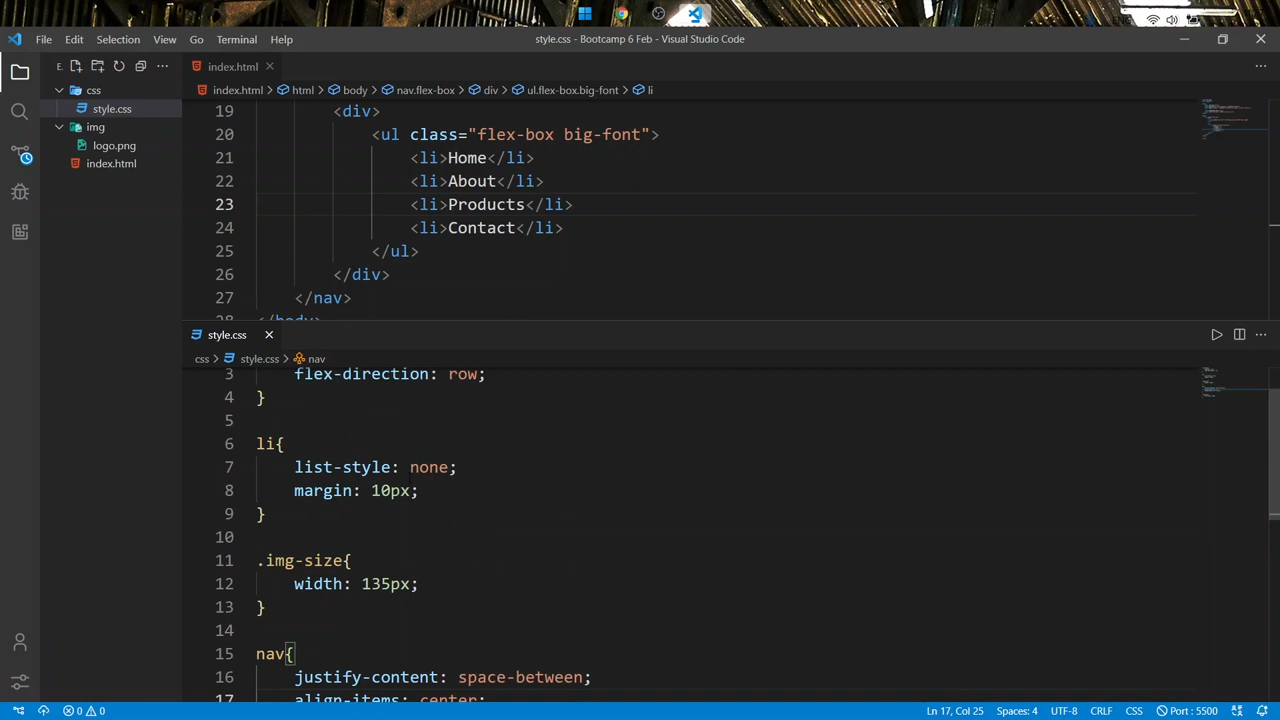 File Edit Selection View Go Terminal Help
style.css - Bootcamp 6 Feb - Visual Studio Code
E.
css
style.css
img
logo.png
index.html
index.html
index.html > html > body > nav.flex-box > div > ul.flex-box.big-font > li
19 <div>
20 <ul class="flex-box big-font">
21 <li>Home</li>
22 <li>About</li>
23 <li>Products</li>
24 <li>Contact</li>
25 </ul>
26 </div>
27 </nav>
28 </body>
style.css
css > style.css > nav
3 flex-direction: row;
4 }
5
6 li{
7 list-style: none;
8 margin: 10px;
9 }
10
11 .img-size{
12 width: 135px;
13 }
14
15 nav{
16 justify-content: space-between;
17 align-items: center;
0 0 Ln 17, Col 25 Spaces: 4 UTF-8 CRLF CSS Port : 5500